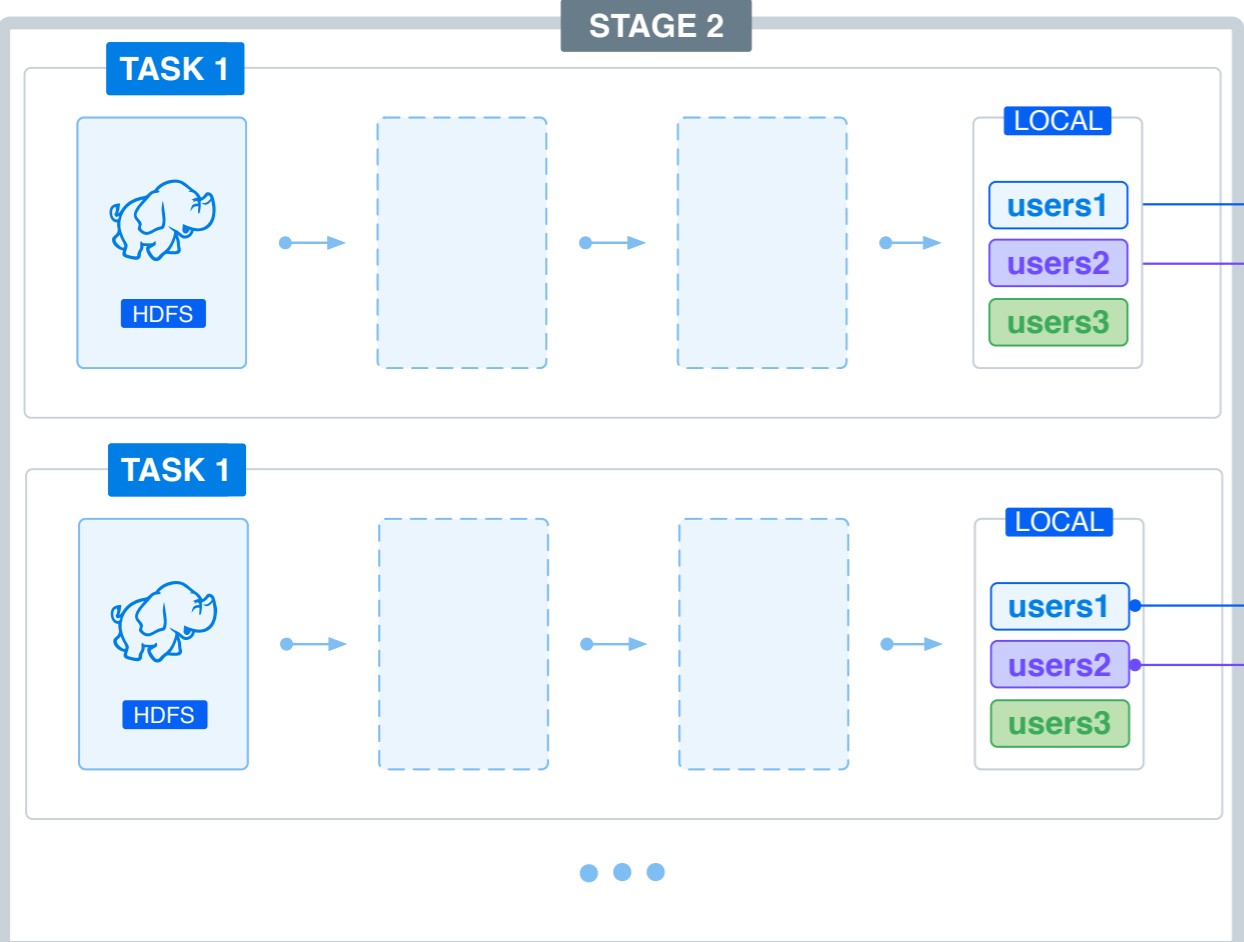 STAGE 2
TASK 1
LOCAL
users1
users2
HDFS
users3
TASK 1
LOCAL
users1
users2
HDFS
users3